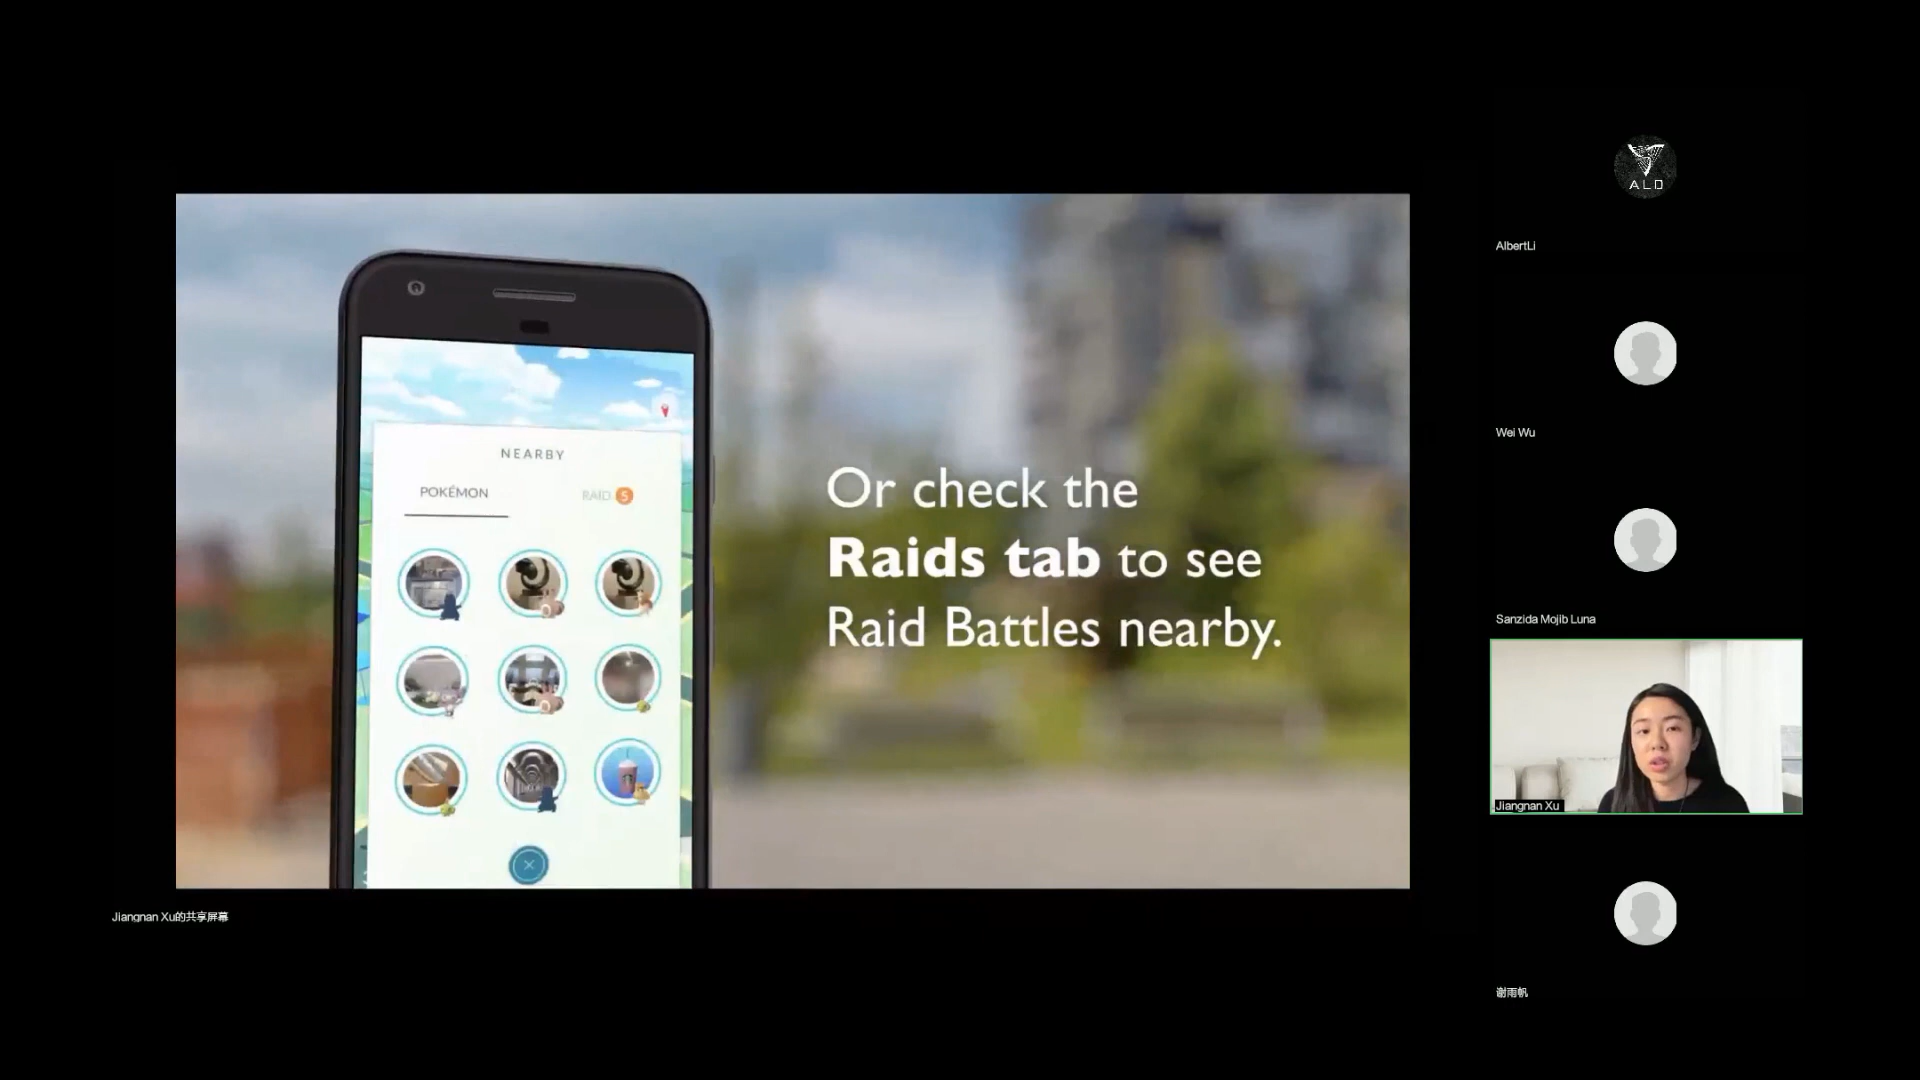 ALD
AlbertLi
Wei Wu
Sanzida Mojib Luna
Jiangnan Xu
谢雨帆
NEARBY
POKÉMON
RAID 5
Or check the
Raids tab to see
Raid Battles nearby.
Jiangnan Xu的共享屏幕